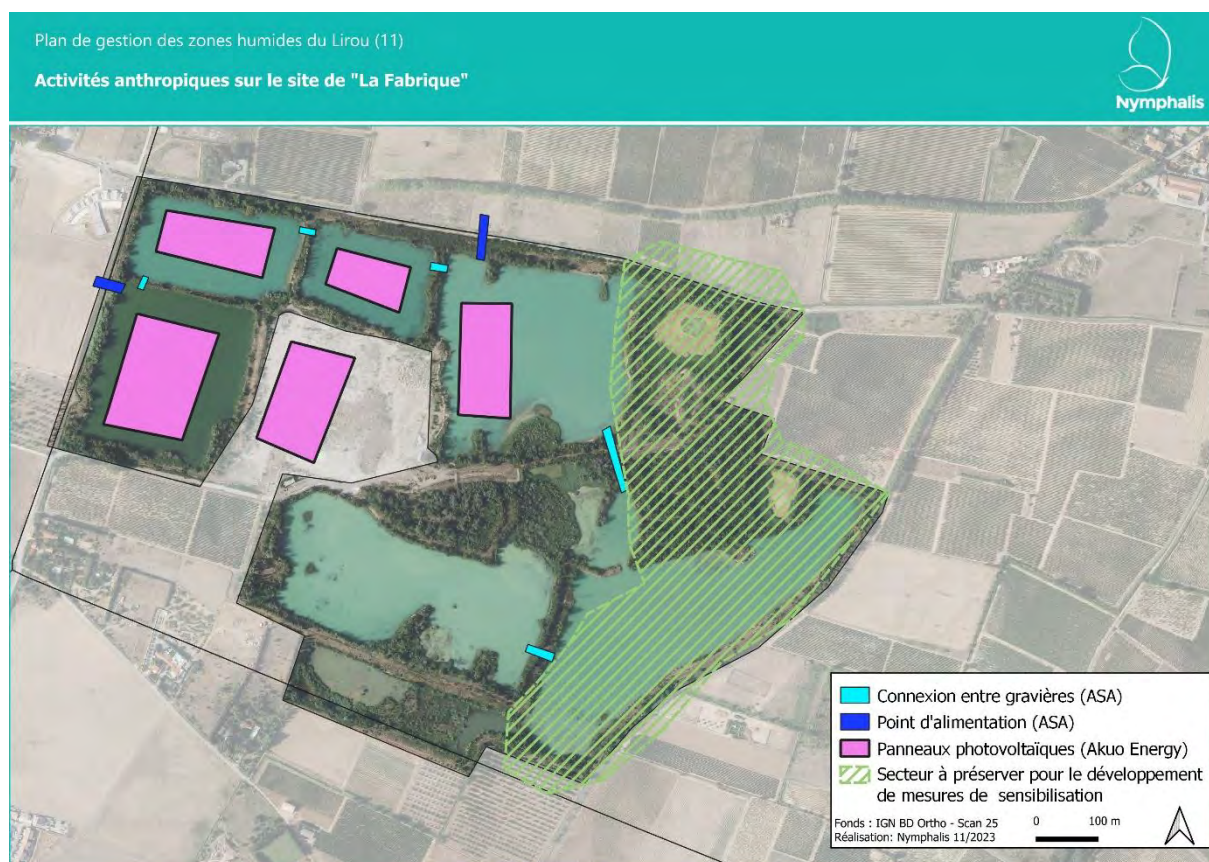 Plan de gestion des zones humides du Lirou (11)
Activités anthropiques sur le site de "La Fabrique"
Nymphalis
Connexion entre gravières (ASA)
Point d'alimentation (ASA)
Panneaux photovoltaïques (Akuo Energy)
Secteur à préserver pour le développement
de mesures de sensibilisation
Fonds : IGN BD Ortho - Scan 25
Réalisation: Nymphalis 11/2023
0 100 m